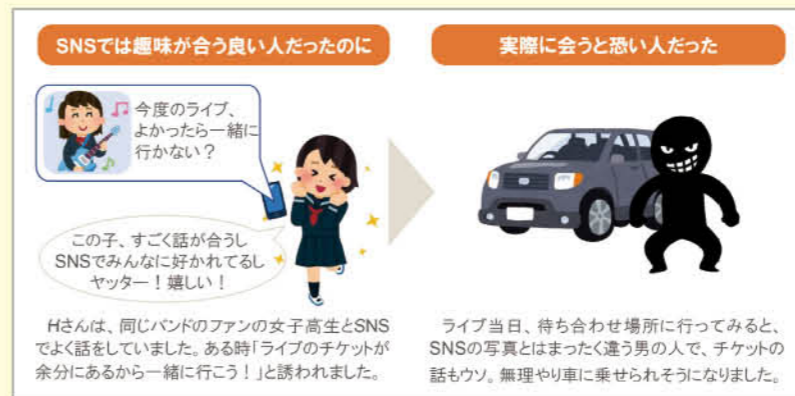 SNSでは趣味が合う良い人だったのに
今度のライブ、
よかったら一緒に
行かない？
この子、すごく話が合うし
SNSでみんなに好かれてるし
ヤッター！嬉しい！
Hさんは、同じバンドのファンの女子高生とSNS
でよく話をしていました。ある時「ライブのチケットが
余分にあるから一緒に行こう！」と誘われました。
実際に会うと恐い人だった
ライブ当日、待ち合わせ場所に行ってみると、
SNSの写真とはまったく違う男の人で、チケットの
話もウソ。無理やり車に乗せられそうになりました。